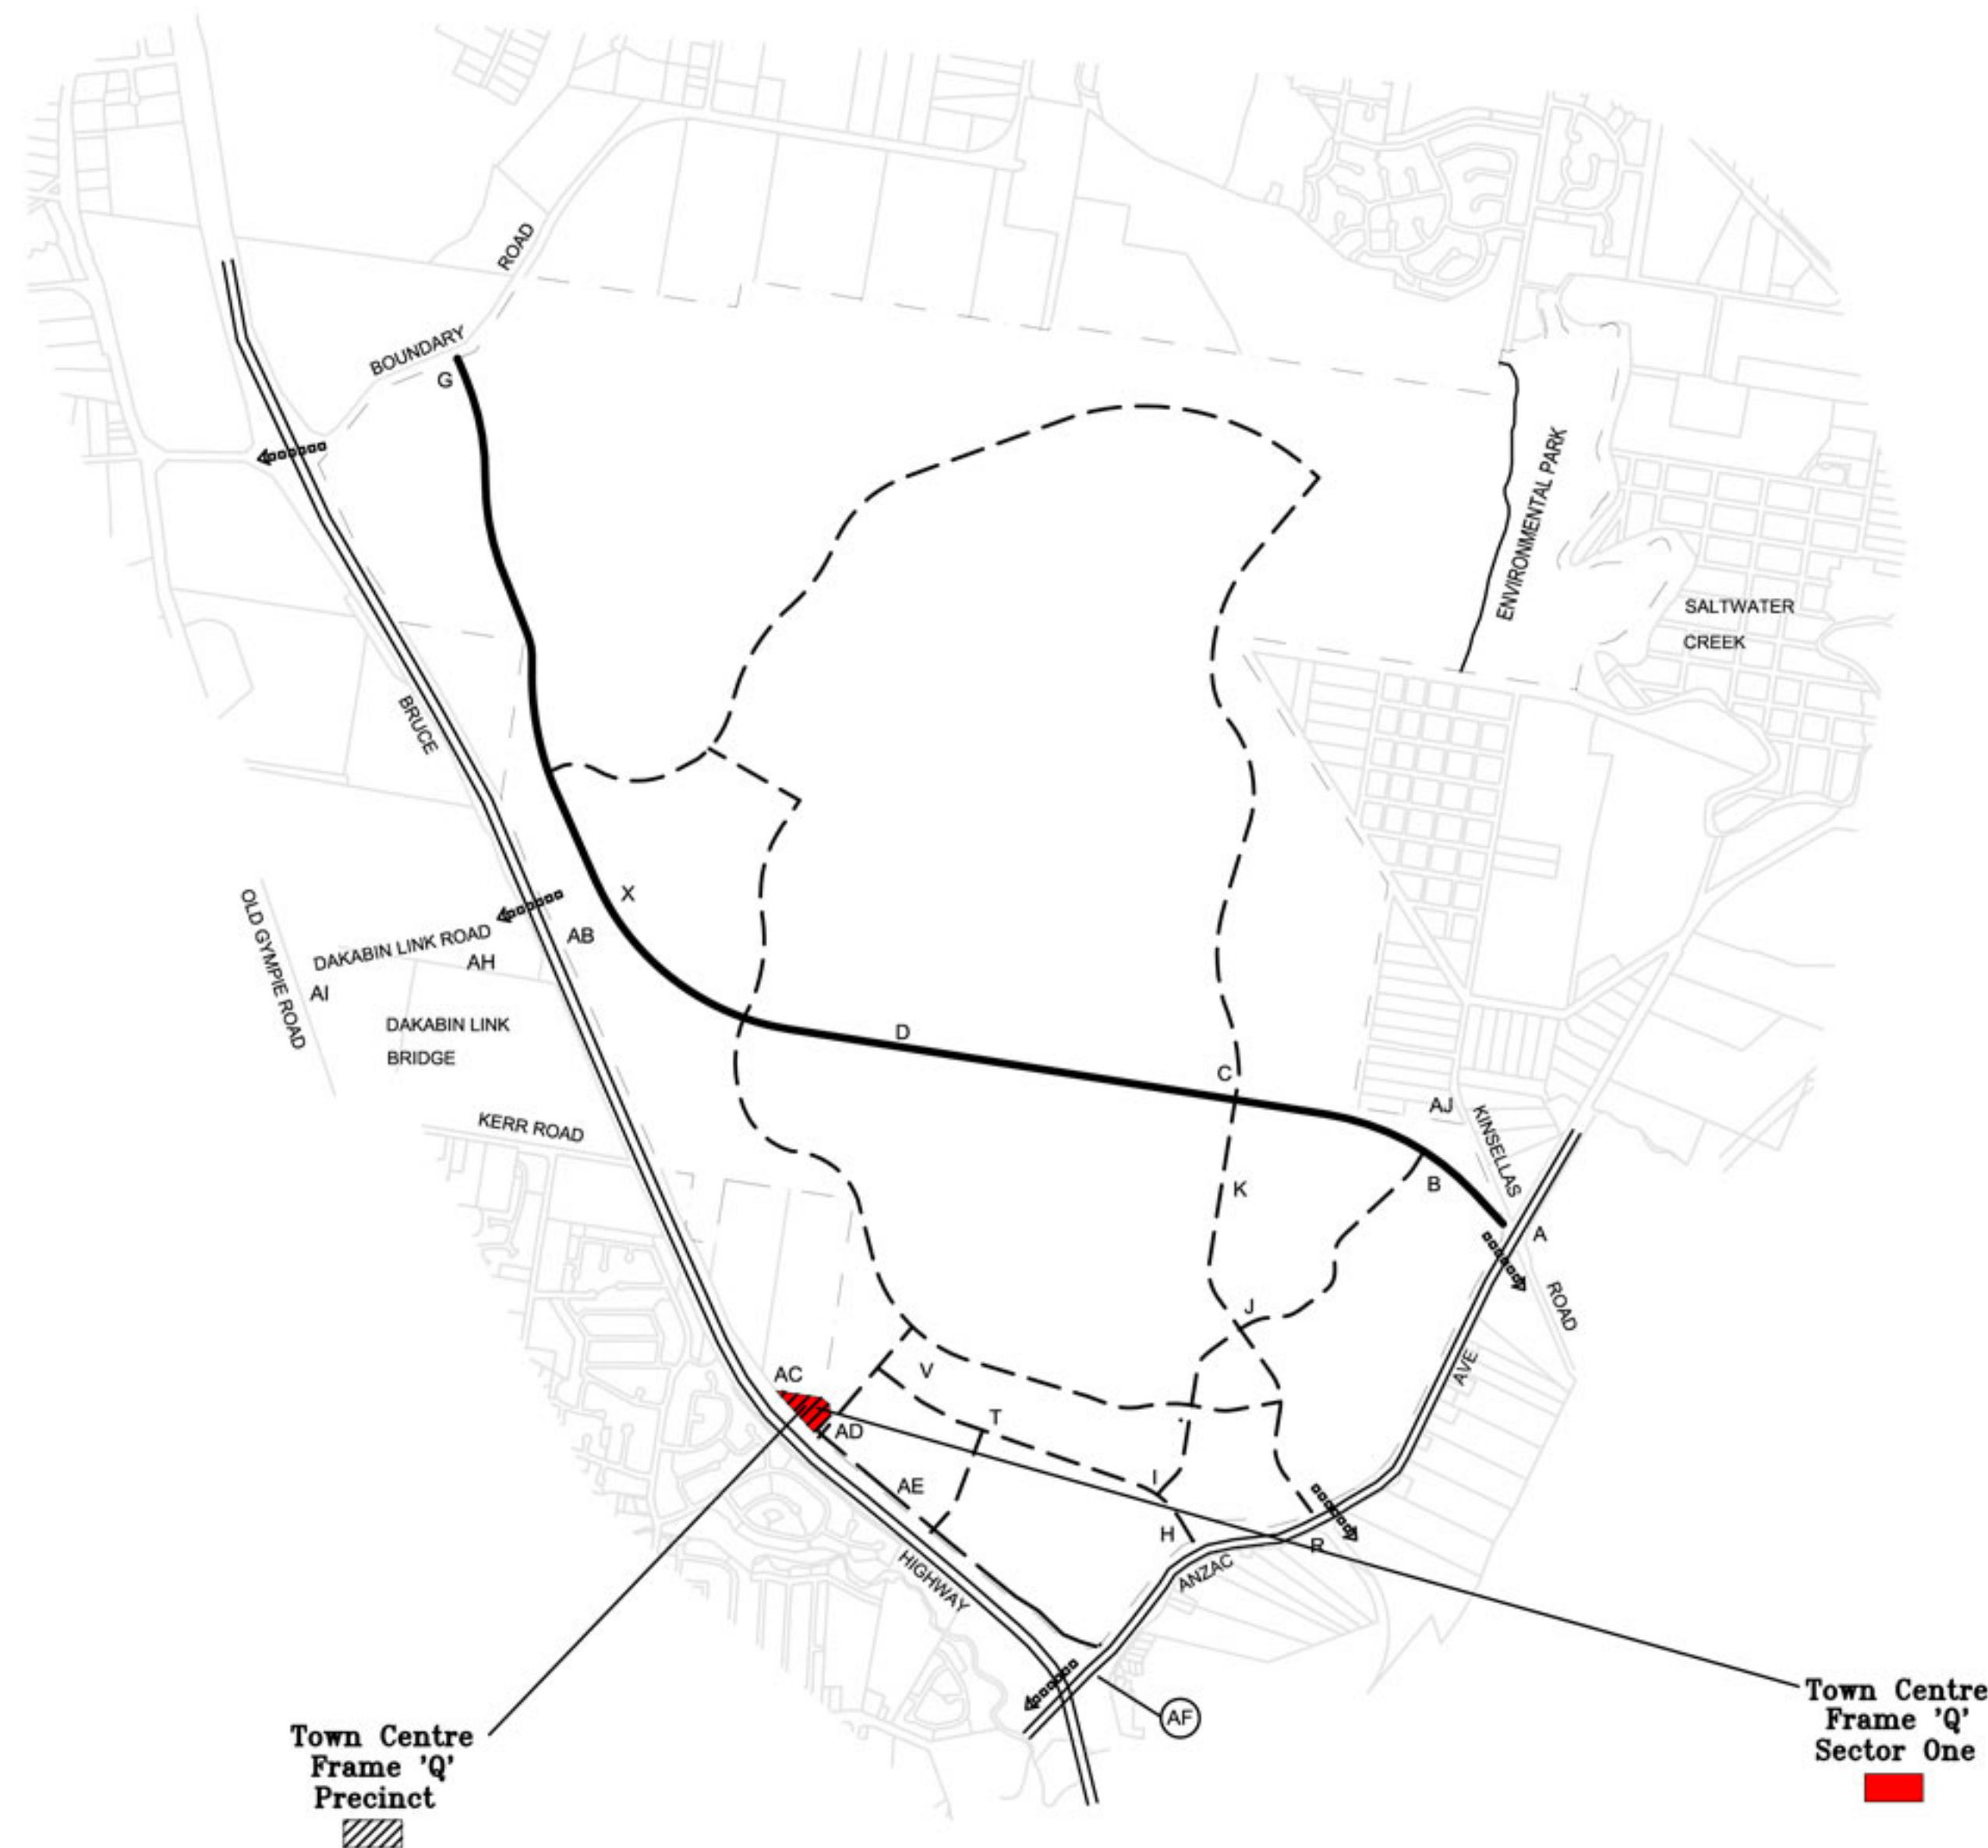 ROAD
BOUNDARY
G
ENVIRONMENTAL PARK
SALTWATER
CREEK
BRUCE
X
OLD GYMPIE ROAD
DAKABIN LINK ROAD
AB
AH
AI
DAKABIN LINK
BRIDGE
D
C
KERR ROAD
AJ
KINSELLAS
K
B
A
J
ROAD
AVE
AC
V
T
AD
AE
I
H
R
HIGHWAY
ANZAC
AF
Town Centre
Frame 'Q'
Sector One
Town Centre
Frame 'Q'
Precinct